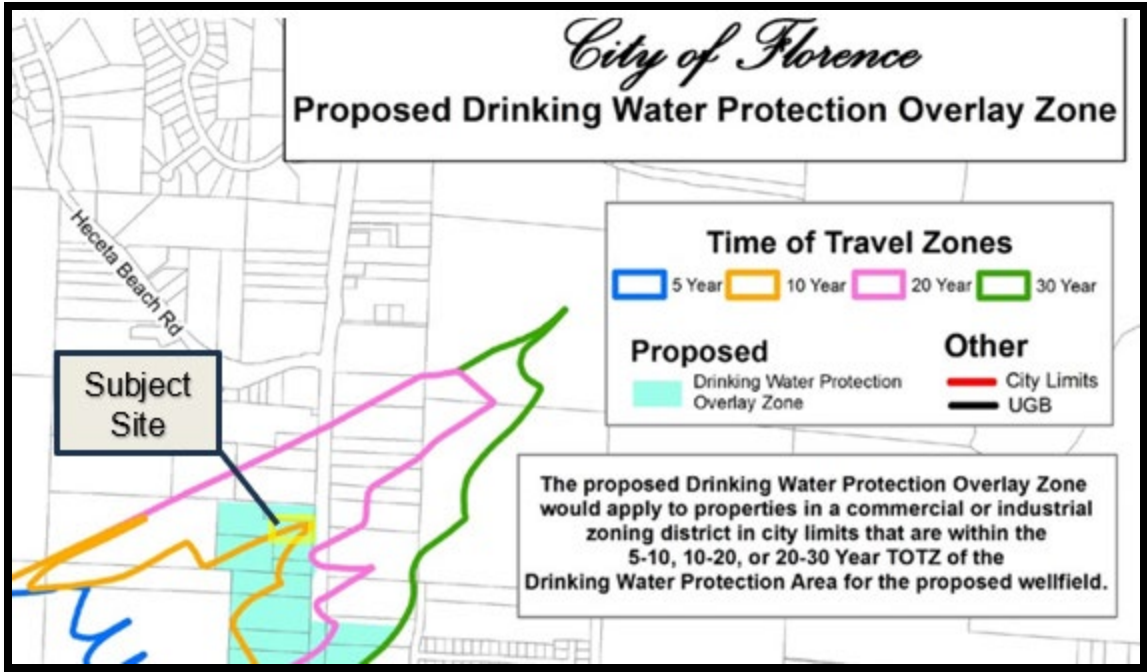 City of Florence
Proposed Drinking Water Protection Overlay Zone
Heceta Beach Rd
Time of Travel Zones
5 Year 10 Year 20 Year 30 Year
Proposed
Drinking Water Protection
Overlay Zone
Other
City Limits
UGB
Subject
Site
The proposed Drinking Water Protection Overlay Zone
would apply to properties in a commercial or industrial
zoning district in city limits that are within the
5-10, 10-20, or 20-30 Year TOTZ of the
Drinking Water Protection Area for the proposed wellfield.